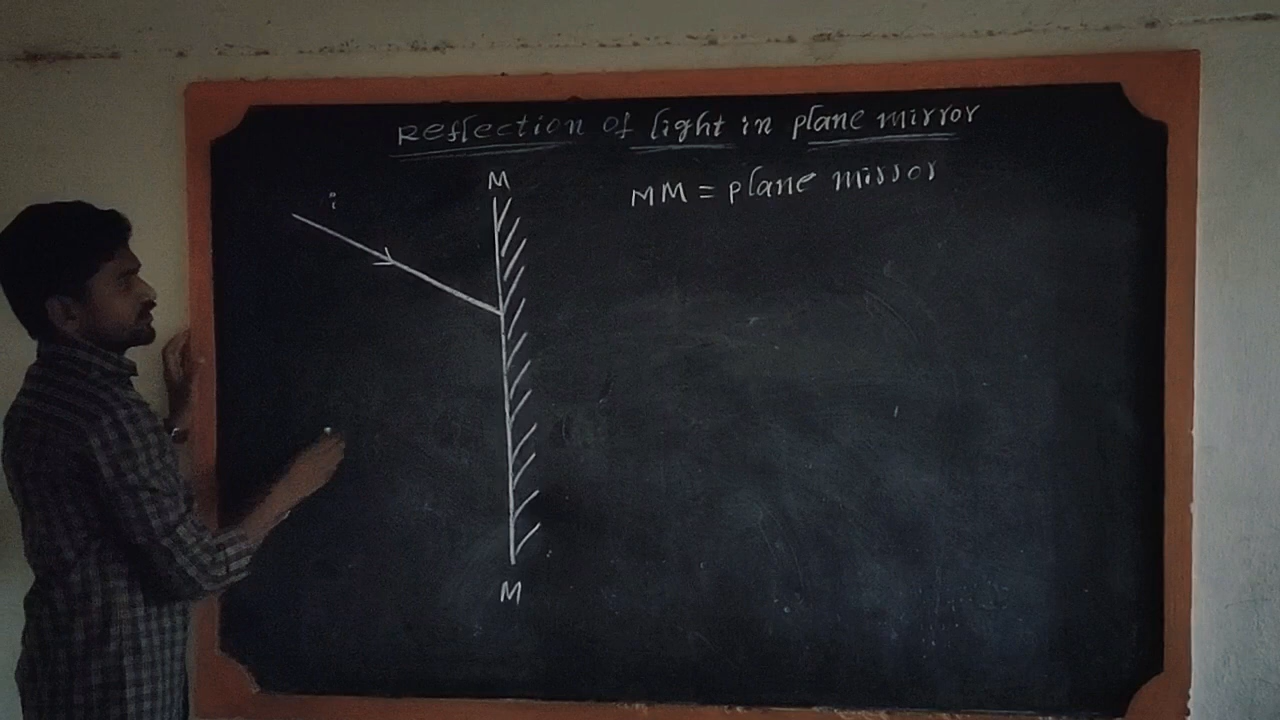 Reflection of light in plane mirror
M
MM = plane mirror
i
M